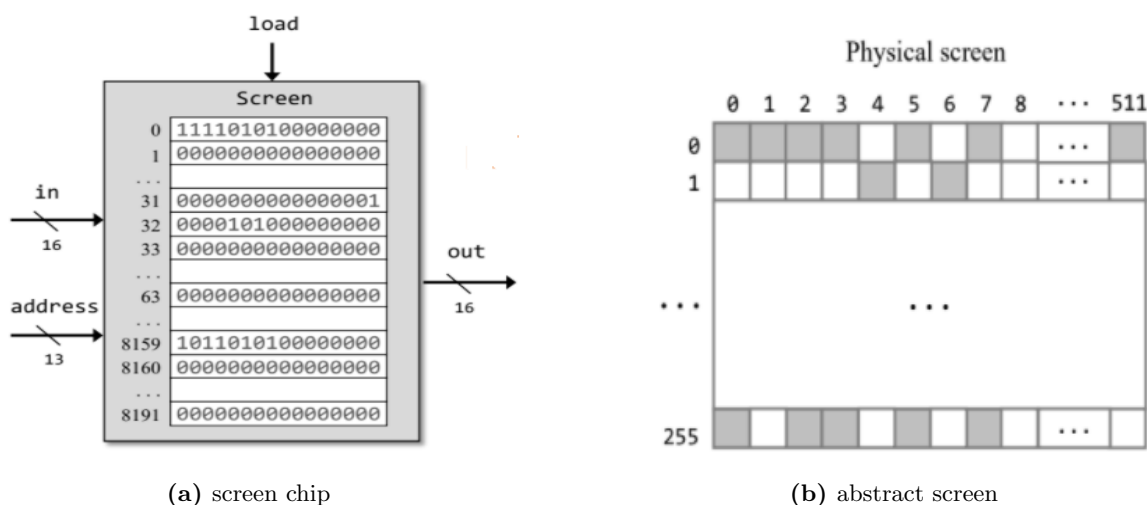 load
Screen
0 1111010100000000
1 0000000000000000
...
31 0000000000000001
32 0000101000000000
33 0000000000000000
...
63 0000000000000000
...
8159 1011010100000000
8160 0000000000000000
...
8191 0000000000000000
in
16
address
13
out
16
(a) screen chip
Physical screen
0 1 2 3 4 5 6 7 8 ... 511
0 ...
1 ...
... ...
255 ...
(b) abstract screen